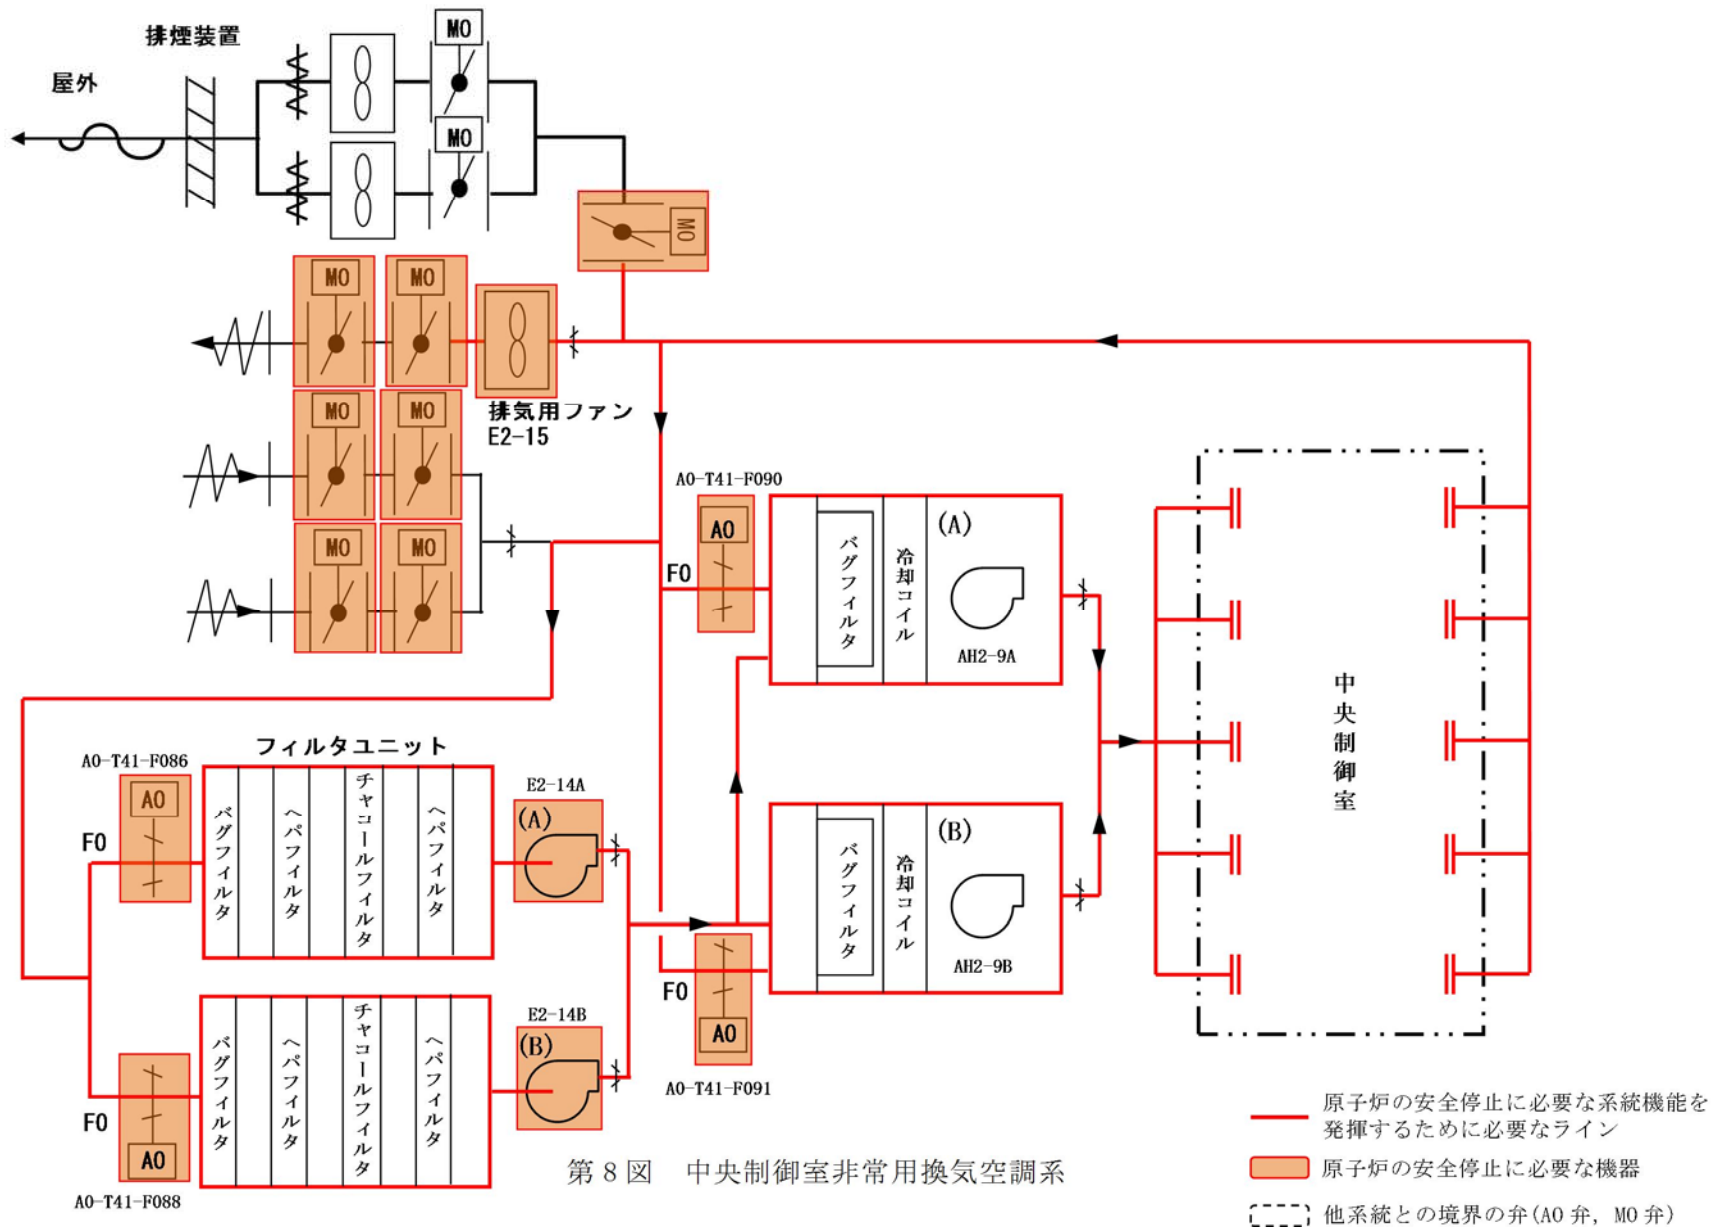 排煙装置
屋外
MO
MO
MO
MO
MO
排気用ファン
E2-15
MO
MO
MO
MO
AO-T41-F090
AO
FO
バグフィルタ
冷却コイル
(A)
AH2-9A
中央制御室
フィルタユニット
AO-T41-F086
AO
FO
バグフィルタ
ヘパフィルタ
チャコールフィルタ
ヘパフィルタ
E2-14A
(A)
バグフィルタ
冷却コイル
(B)
AH2-9B
FO
AO
AO-T41-F091
E2-14B
(B)
バグフィルタ
ヘパフィルタ
チャコールフィルタ
ヘパフィルタ
FO
AO
AO-T41-F088
第8図　中央制御室非常用換気空調系
原子炉の安全停止に必要な系統機能を
発揮するために必要なライン
原子炉の安全停止に必要な機器
他系統との境界の弁(AO 弁, MO 弁)